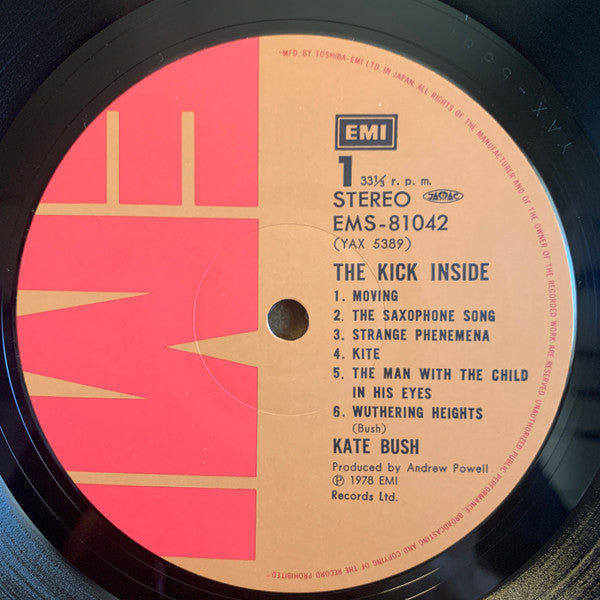 "MFD. BY TOSHIBA-EMI LTD. IN JAPAN. ALL RIGHTS OF THE MANUFACTURER AND OF THE OWNER OF THE RECORDED WORK ARE RESERVED. UNAUTHORIZED PUBLIC PERFORMANCE, BROADCASTING AND COPYING OF THE RECORD PROHIBITED"
EMI
1 33⅓ r. p. m.
STEREO JASRAC
EMS-81042
(YAX 5389)
THE KICK INSIDE
1. MOVING
2. THE SAXOPHONE SONG
3. STRANGE PHENEMENA
4. KITE
5. THE MAN WITH THE CHILD
IN HIS EYES
6. WUTHERING HEIGHTS
(Bush)
KATE BUSH
Produced by Andrew Powell
℗ 1978 EMI
Records Ltd.
EMI